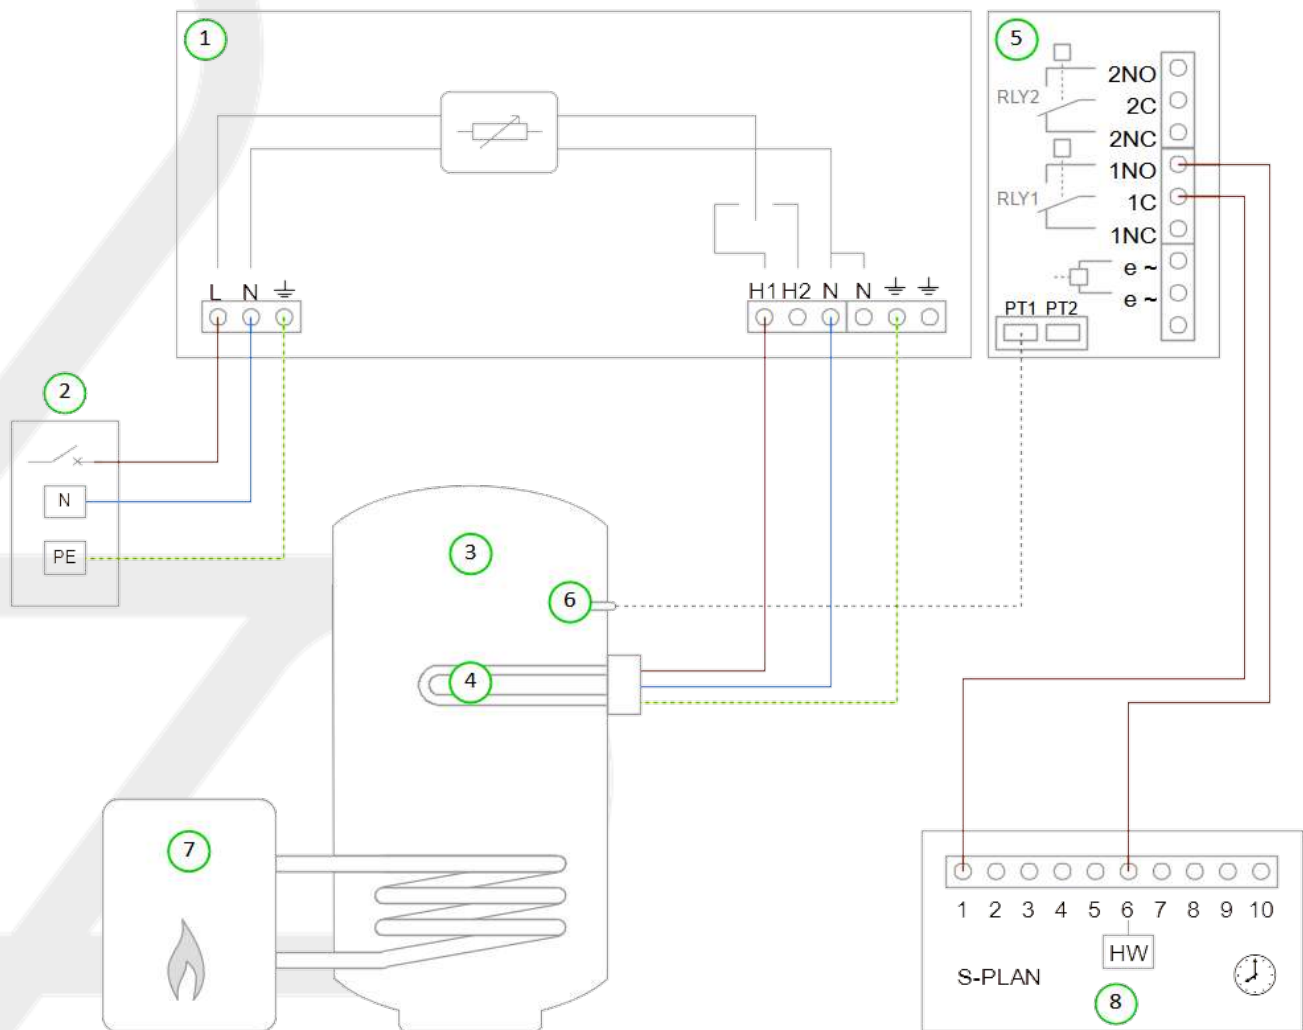 1
5
2NO
RLY2
2C
2NC
1NO
RLY1
1C
1NC
e ~
e ~
PT1 PT2
L N
H1 H2 N N
2
N
PE
3
6
4
7
1 2 3 4 5 6 7 8 9 10
HW
S-PLAN
8